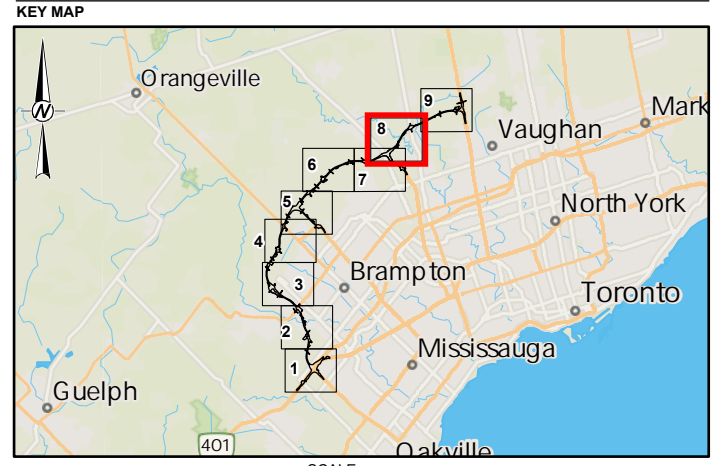 KEY MAP
N
Orangeville
9
Mark
8
Vaughan
6
7
5
North York
4
Brampton
3
Toronto
2
Mississauga
1
Guelph
401
Oakville